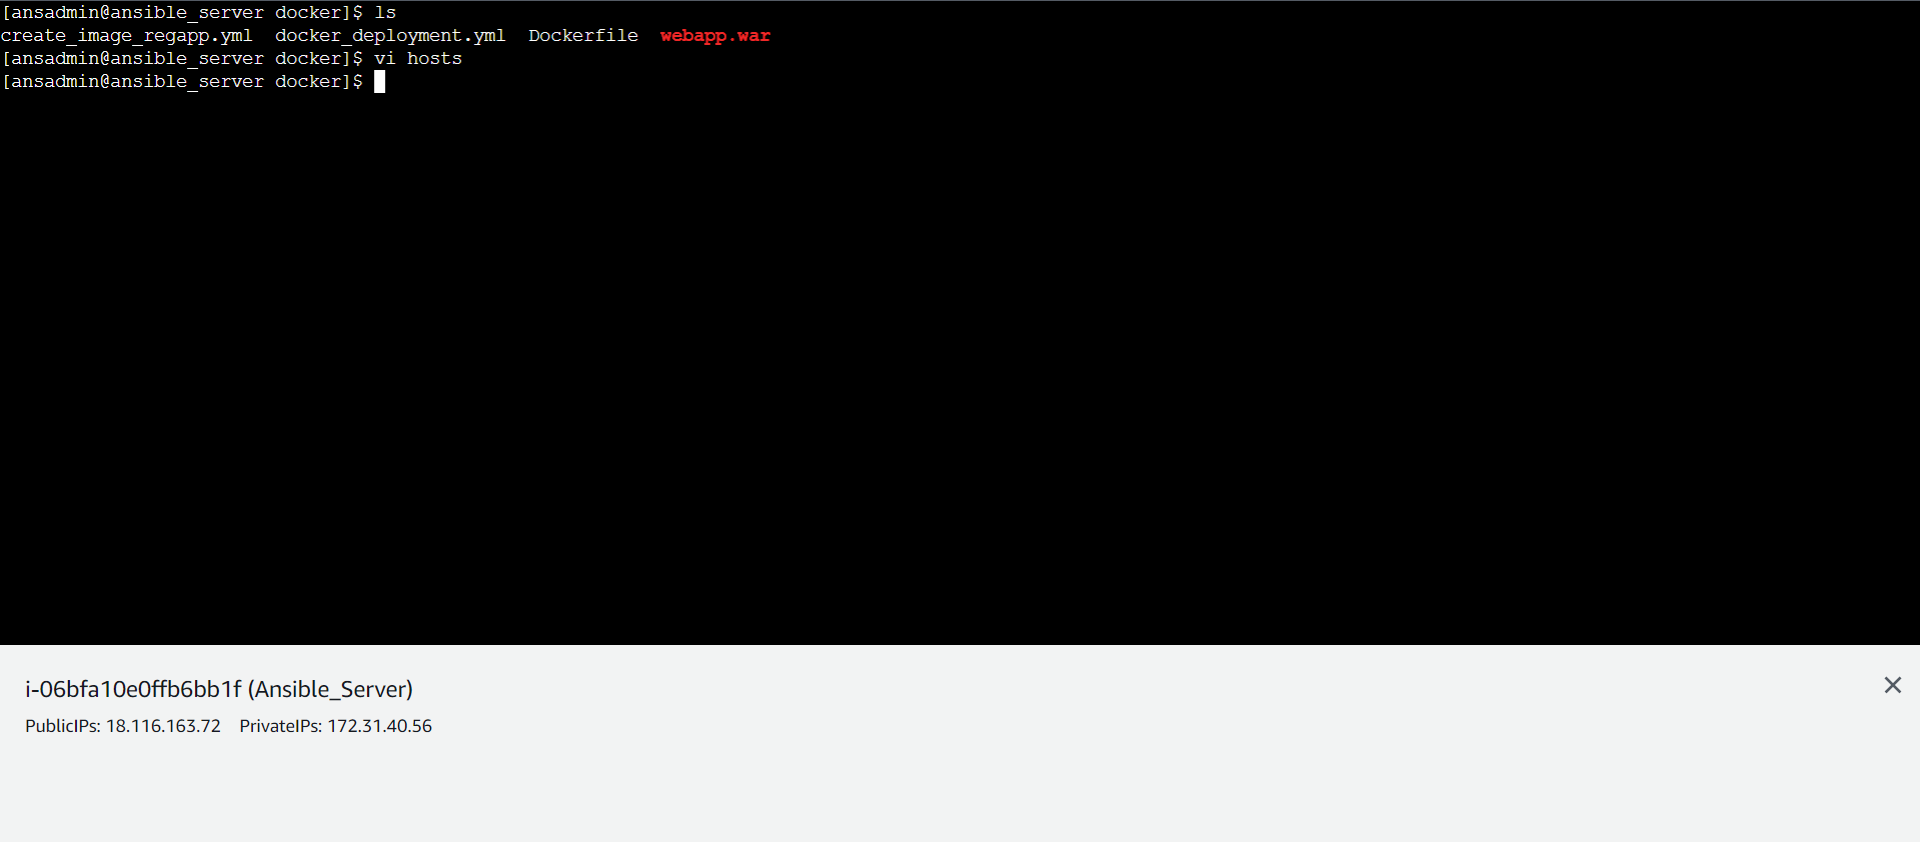 [ansadmin@ansible_server docker]$ ls
create_image_regapp.yml  docker_deployment.yml  Dockerfile  webapp.war
[ansadmin@ansible_server docker]$ vi hosts
[ansadmin@ansible_server docker]$
i-06bfa10e0ffb6bb1f (Ansible_Server)
PublicIPs: 18.116.163.72    PrivateIPs: 172.31.40.56